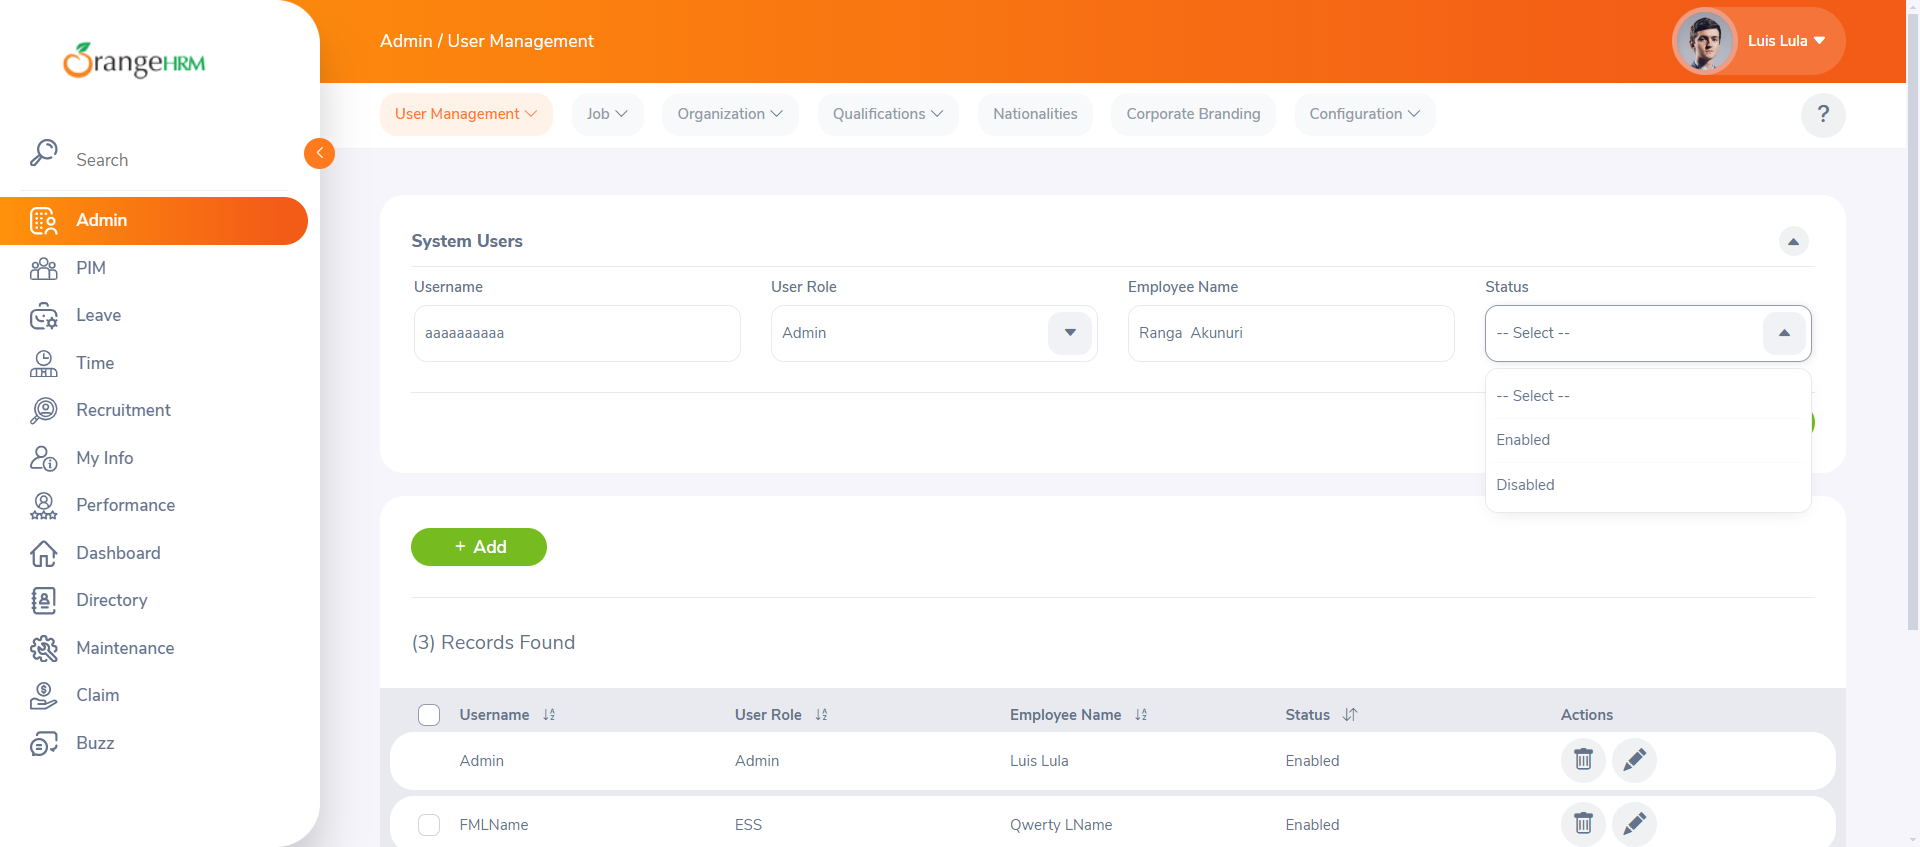 OrangeHRM
Admin / User Management
Luis Lula
User Management
Job
Organization
Qualifications
Nationalities
Corporate Branding
Configuration
?
Search
Admin
PIM
Leave
Time
Recruitment
My Info
Performance
Dashboard
Directory
Maintenance
Claim
Buzz
System Users
Username
User Role
Employee Name
Status
aaaaaaaaaa
Admin
Ranga  Akunuri
-- Select --
-- Select --
Enabled
Disabled
+ Add
(3) Records Found
Username User Role Employee Name Status Actions
Admin Admin Luis Lula Enabled
FMLName ESS Qwerty LName Enabled